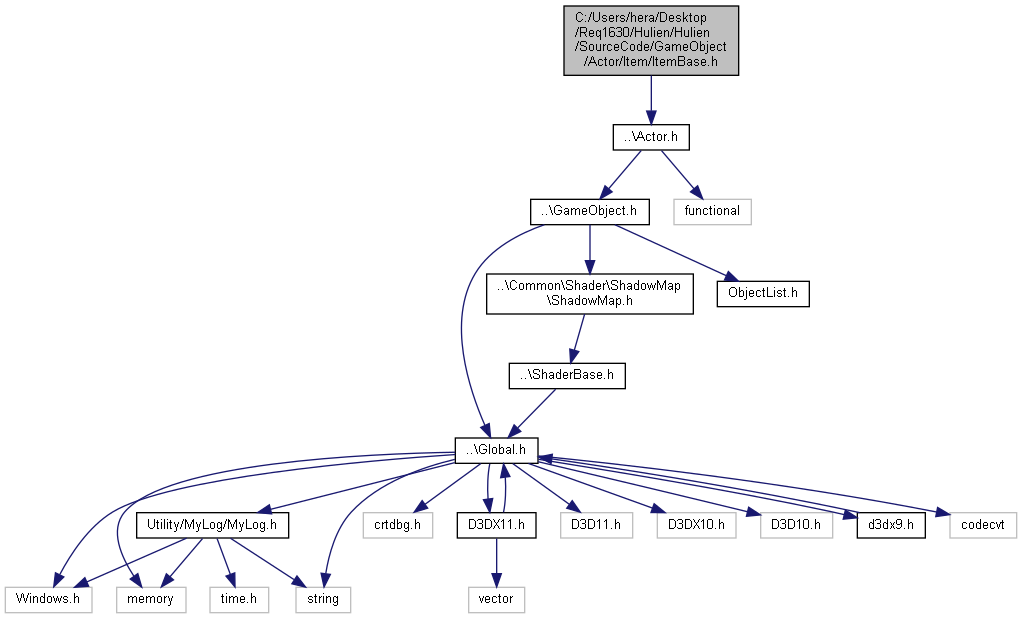 C:/Users/hera/Desktop
/Req1630/Hulien/Hulien
/SourceCode/GameObject
/Actor/Item/ItemBase.h
..\Actor.h
..\GameObject.h
functional
..\Common\Shader\ShadowMap
\ShadowMap.h
ObjectList.h
..\ShaderBase.h
..\Global.h
Utility/MyLog/MyLog.h
crtdbg.h
D3DX11.h
D3D11.h
D3DX10.h
D3D10.h
d3dx9.h
codecvt
Windows.h
memory
time.h
string
vector